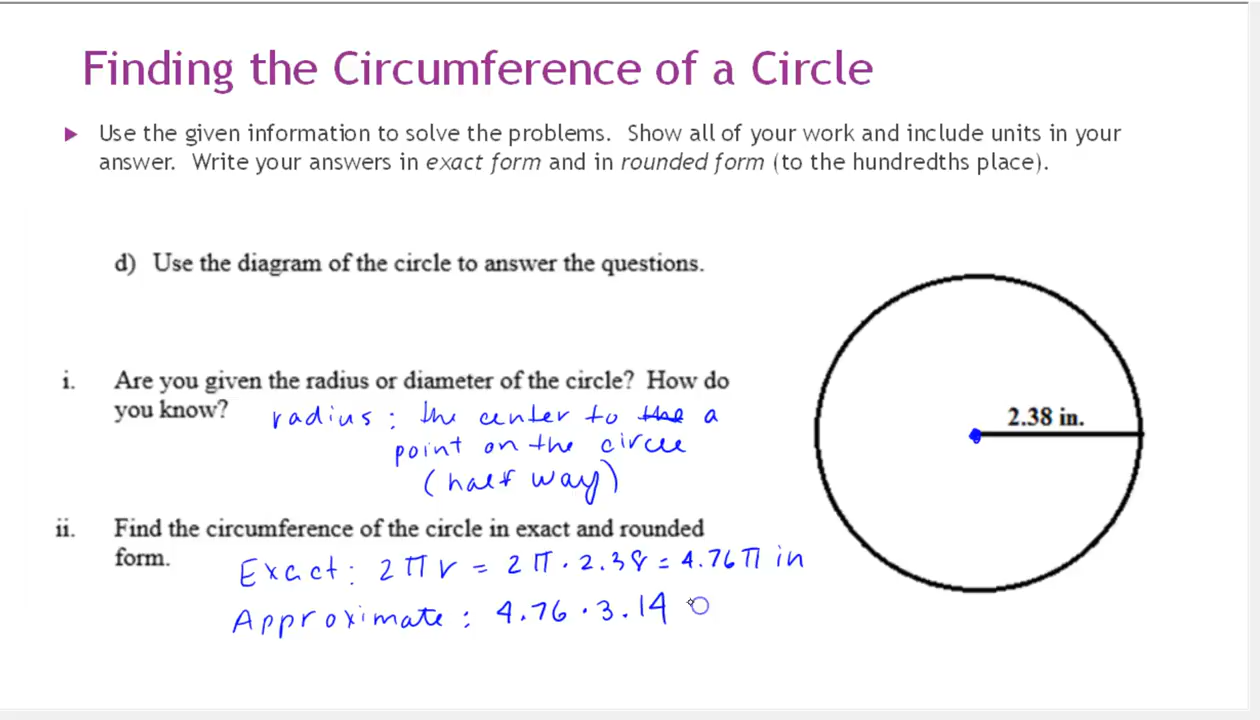 Finding the Circumference of a Circle
Use the given information to solve the problems. Show all of your work and include units in your
answer. Write your answers in exact form and in rounded form (to the hundredths place).
d) Use the diagram of the circle to answer the questions.
i. Are you given the radius or diameter of the circle? How do
you know?
radius: the center to the a
point on the circle
(half way)
2.38 in.
ii. Find the circumference of the circle in exact and rounded
form.
Exact: 2πr = 2π · 2.38 = 4.76π in
Approximate: 4.76 · 3.14